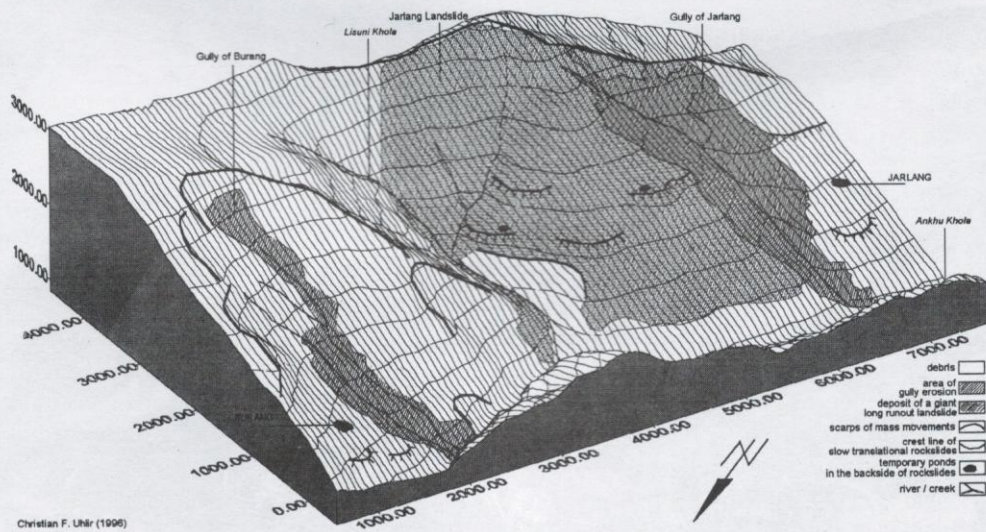 Jarlang Landslide
Gully of Jarlang
Lisuni Khola
Gully of Burang
3000.00
2000.00
1000.00
JARLANG
Ankhu Khola
4000.00
3000.00
2000.00
1000.00
0.00
1000.00
2000.00
3000.00
4000.00
5000.00
6000.00
7000.00
debris
area of
gully erosion
deposit of a giant
long runout landslide
scarps of mass movements
crest line of
slow translational rockslides
temporary ponds
in the backside of rockslides
river / creek
N
Christian F. Uhlir (1996)